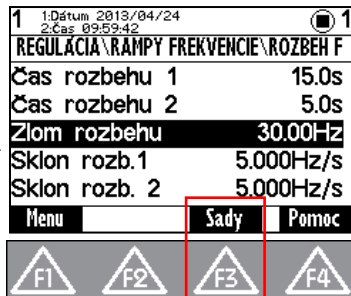 1 1:Dátum 2013/04/24 1
2:Čas 09:59:42
REGULÁCIA\RAMPY FREKVENCIE\ROZBEH F
Čas rozbehu 1 15.0s
Čas rozbehu 2 5.0s
Zlom rozbehu 30.00Hz
Sklon rozb.1 5.000Hz/s
Sklon rozb. 2 5.000Hz/s
Menu Sady Pomoc
F1 F2 F3 F4